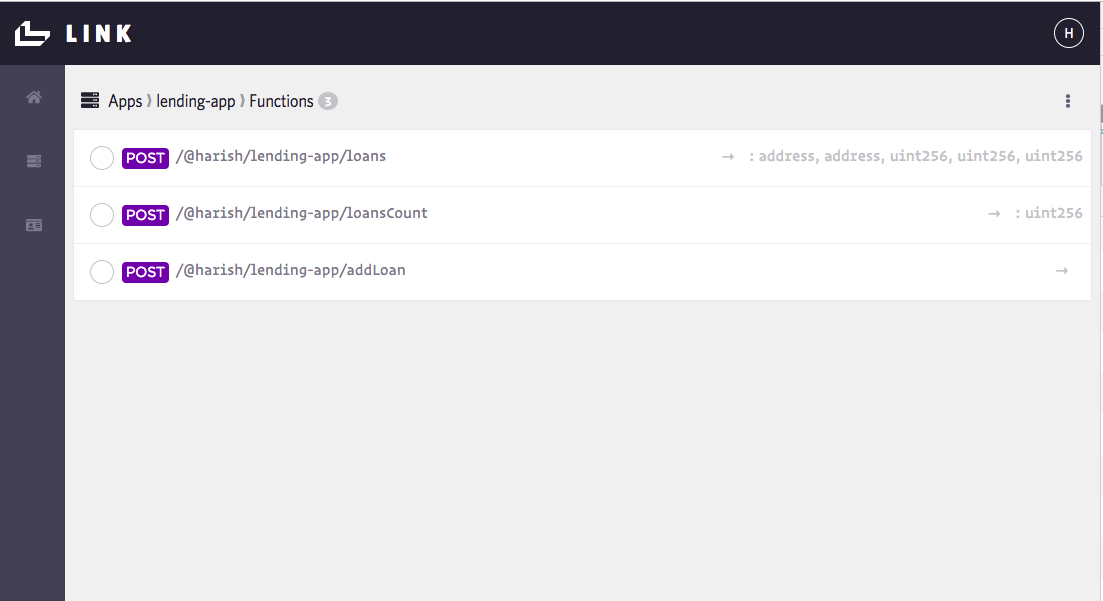 LINK
H
Apps ⟩ lending-app ⟩ Functions 3
POST /@harish/lending-app/loans → : address, address, uint256, uint256, uint256
POST /@harish/lending-app/loansCount → : uint256
POST /@harish/lending-app/addLoan →